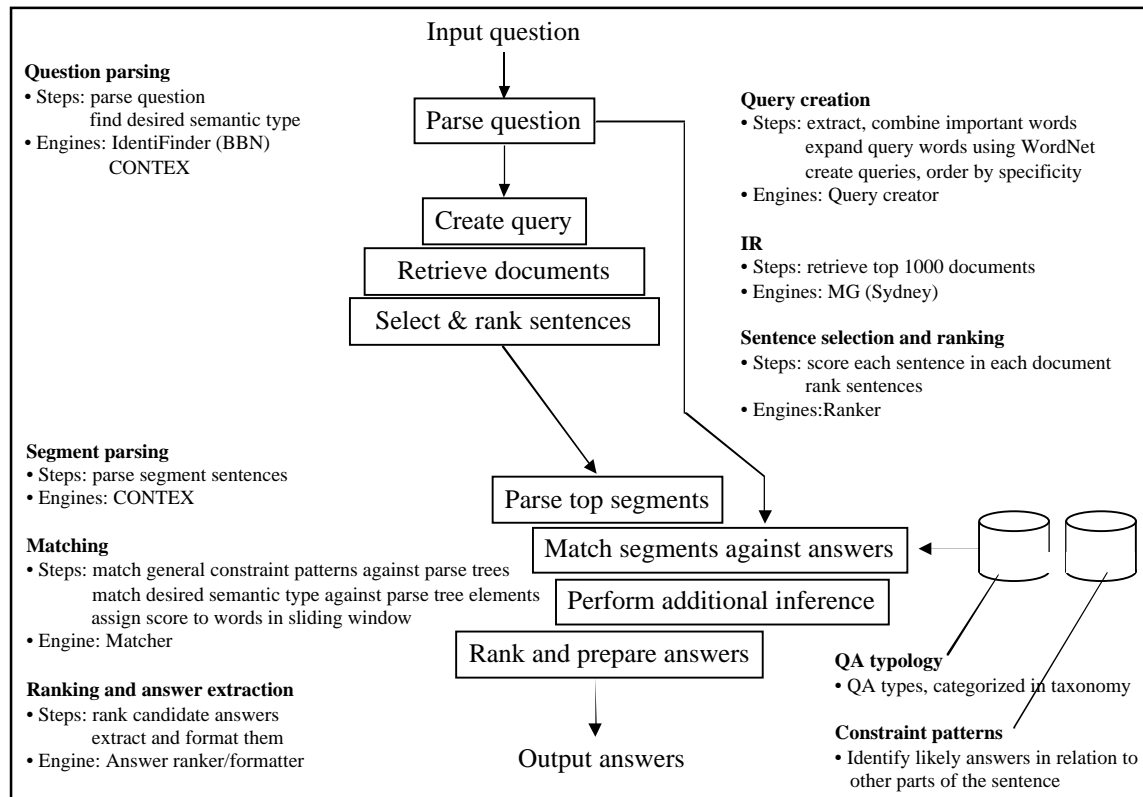 Input question
Question parsing
• Steps: parse question
find desired semantic type
• Engines: IdentiFinder (BBN)
CONTEX
Parse question
Query creation
• Steps: extract, combine important words
expand query words using WordNet
create queries, order by specificity
• Engines: Query creator
Create query
Retrieve documents
Select & rank sentences
IR
• Steps: retrieve top 1000 documents
• Engines: MG (Sydney)
Sentence selection and ranking
• Steps: score each sentence in each document
rank sentences
• Engines:Ranker
Segment parsing
• Steps: parse segment sentences
• Engines: CONTEX
Parse top segments
Match segments against answers
Perform additional inference
Rank and prepare answers
Matching
• Steps: match general constraint patterns against parse trees
match desired semantic type against parse tree elements
assign score to words in sliding window
• Engine: Matcher
Ranking and answer extraction
• Steps: rank candidate answers
extract and format them
• Engine: Answer ranker/formatter
Output answers
QA typology
• QA types, categorized in taxonomy
Constraint patterns
• Identify likely answers in relation to
other parts of the sentence